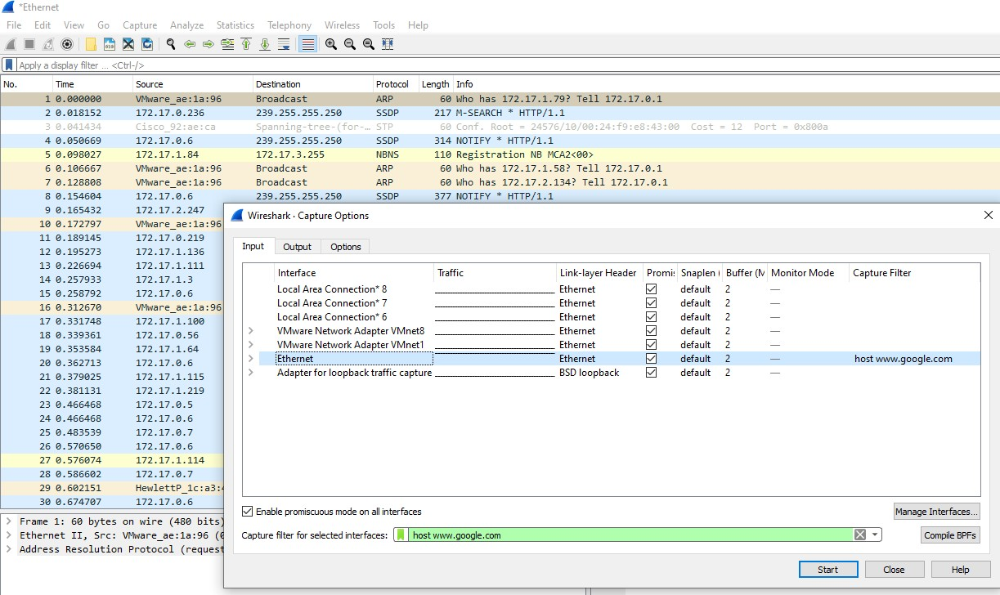 *Ethernet
File Edit View Go Capture Analyze Statistics Telephony Wireless Tools Help
Apply a display filter ... <Ctrl-/>
No. Time Source Destination Protocol Length Info
1 0.000000 VMware_ae:1a:96 Broadcast ARP 60 Who has 172.17.1.79? Tell 172.17.0.1
2 0.018152 172.17.0.236 239.255.255.250 SSDP 217 M-SEARCH * HTTP/1.1
3 0.041434 Cisco_92:ae:ca Spanning-tree-(for-… STP 60 Conf. Root = 24576/10/00:24:f9:e8:43:00 Cost = 12 Port = 0x800a
4 0.050669 172.17.0.6 239.255.255.250 SSDP 314 NOTIFY * HTTP/1.1
5 0.098027 172.17.1.84 172.17.3.255 NBNS 110 Registration NB MCA2<00>
6 0.106667 VMware_ae:1a:96 Broadcast ARP 60 Who has 172.17.1.58? Tell 172.17.0.1
7 0.128808 VMware_ae:1a:96 Broadcast ARP 60 Who has 172.17.2.134? Tell 172.17.0.1
8 0.154604 172.17.0.6 239.255.255.250 SSDP 377 NOTIFY * HTTP/1.1
9 0.165432 172.17.2.247
10 0.172797 VMware_ae:1a:96
11 0.189145 172.17.0.219
12 0.195273 172.17.1.136
13 0.226694 172.17.1.111
14 0.257933 172.17.1.3
15 0.258792 172.17.0.6
16 0.312670 VMware_ae:1a:96
17 0.331748 172.17.1.100
18 0.339361 172.17.0.56
19 0.353584 172.17.1.64
20 0.362713 172.17.0.6
21 0.379025 172.17.1.115
22 0.381131 172.17.1.219
23 0.466468 172.17.0.5
24 0.466468 172.17.0.6
25 0.483539 172.17.0.7
26 0.570650 172.17.0.6
27 0.576074 172.17.1.114
28 0.586602 172.17.0.7
29 0.602151 HewlettP_1c:a3:4
30 0.674707 172.17.0.6
Frame 1: 60 bytes on wire (480 bits)
Ethernet II, Src: VMware_ae:1a:96 (0
Address Resolution Protocol (request
Wireshark · Capture Options
Input Output Options
Interface Traffic Link-layer Header Promis Snaplen ( Buffer (M Monitor Mode Capture Filter
Local Area Connection* 8 Ethernet default 2 —
Local Area Connection* 7 Ethernet default 2 —
Local Area Connection* 6 Ethernet default 2 —
VMware Network Adapter VMnet8 Ethernet default 2 —
VMware Network Adapter VMnet1 Ethernet default 2 —
Ethernet Ethernet default 2 — host www.google.com
Adapter for loopback traffic capture BSD loopback default 2 —
Enable promiscuous mode on all interfaces Manage Interfaces...
Capture filter for selected interfaces: host www.google.com Compile BPFs
Start Close Help